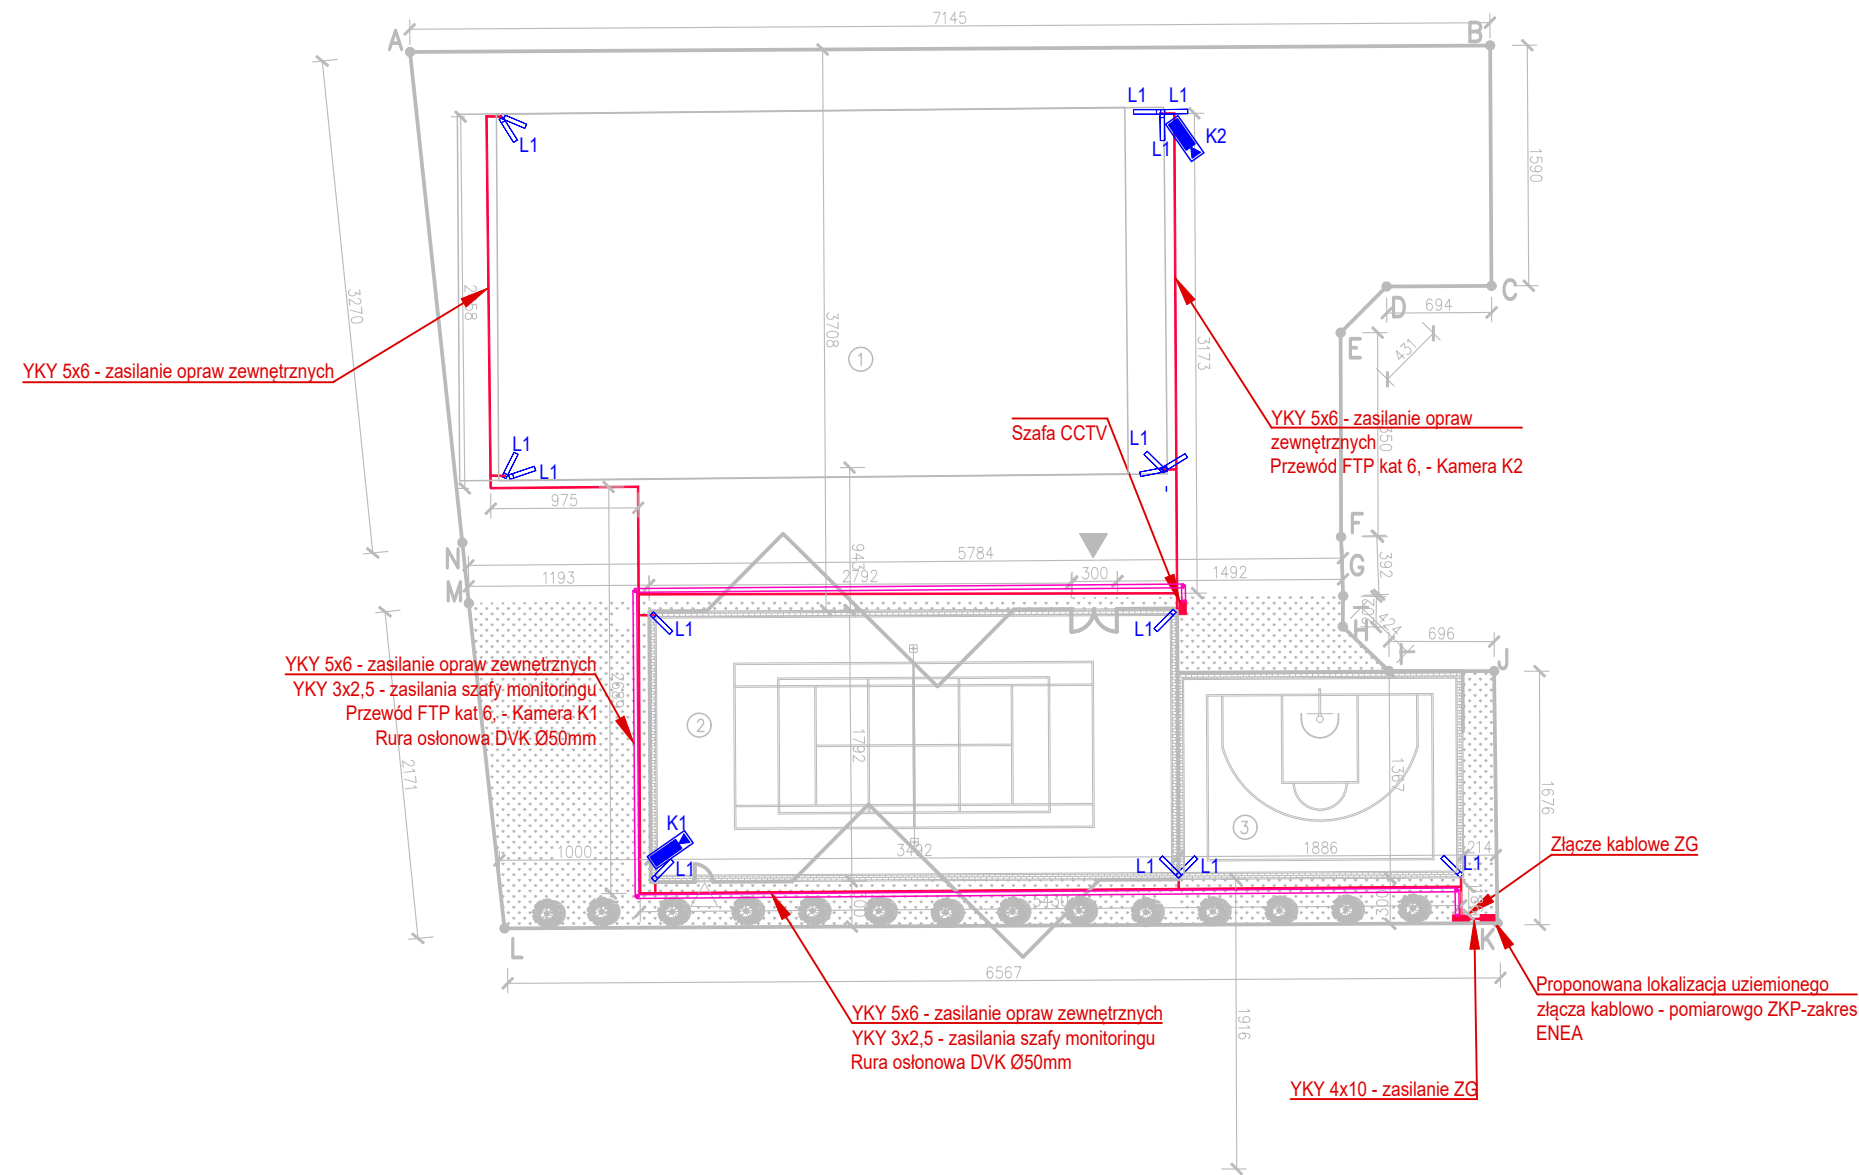 7145
A
B
L1
L1
L1
L1
K2
1590
3270
3708
3173
C
D
694
E
431
1
YKY 5x6 - zasilanie opraw zewnętrznych
Szafa CCTV
YKY 5x6 - zasilanie opraw
zewnętrznych
Przewód FTP kat 6, - Kamera K2
L1
L1
L1
975
943
F
N
5784
G
392
1193
2792
300
1492
M
H
424
696
J
L1
L1
YKY 5x6 - zasilanie opraw zewnętrznych
YKY 3x2,5 - zasilania szafy monitoringu
Przewód FTP kat 6, - Kamera K1
Rura osłonowa DVK Ø50mm
2
1792
1367
2171
1676
K1
3
Złącze kablowe ZG
1000
3492
1886
214
L1
L1
L1
L1
5430
L
K
6567
Proponowana lokalizacja uziemionego
złącza kablowo - pomiarowgo ZKP-zakres
ENEA
YKY 5x6 - zasilanie opraw zewnętrznych
YKY 3x2,5 - zasilania szafy monitoringu
Rura osłonowa DVK Ø50mm
1916
YKY 4x10 - zasilanie ZG